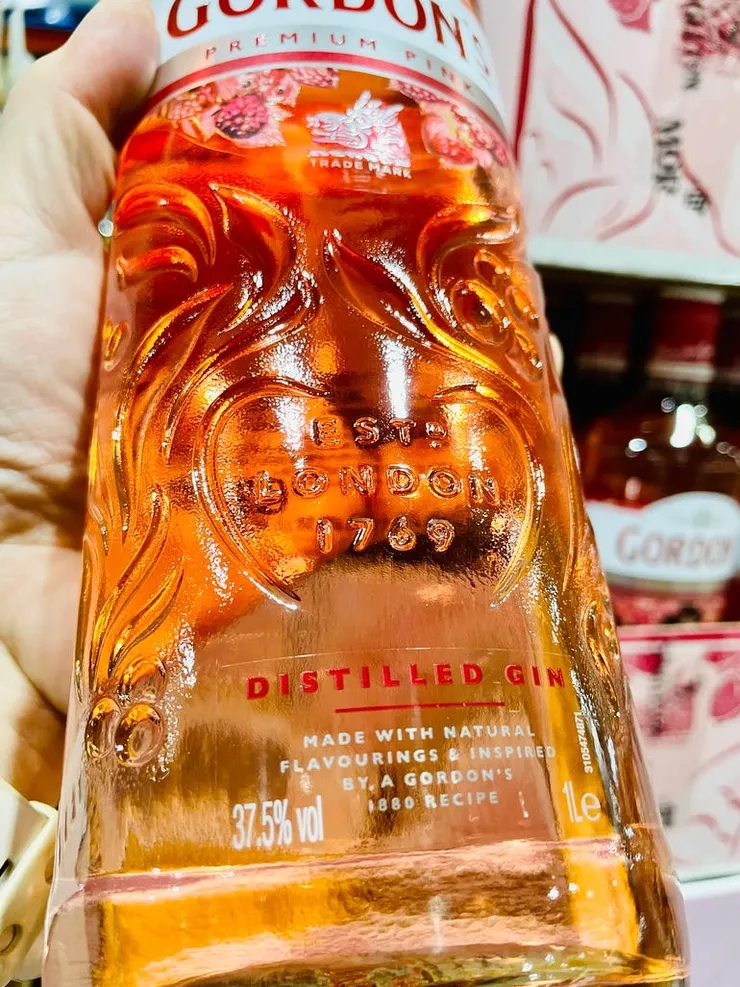 GORDON'S
PREMIUM PINK
TRADE MARK
ESTD
LONDON
1769
DISTILLED GIN
MADE WITH NATURAL
FLAVOURINGS & INSPIRED
BY A GORDON'S
1880 RECIPE
37.5% vol
1Le
GORDON